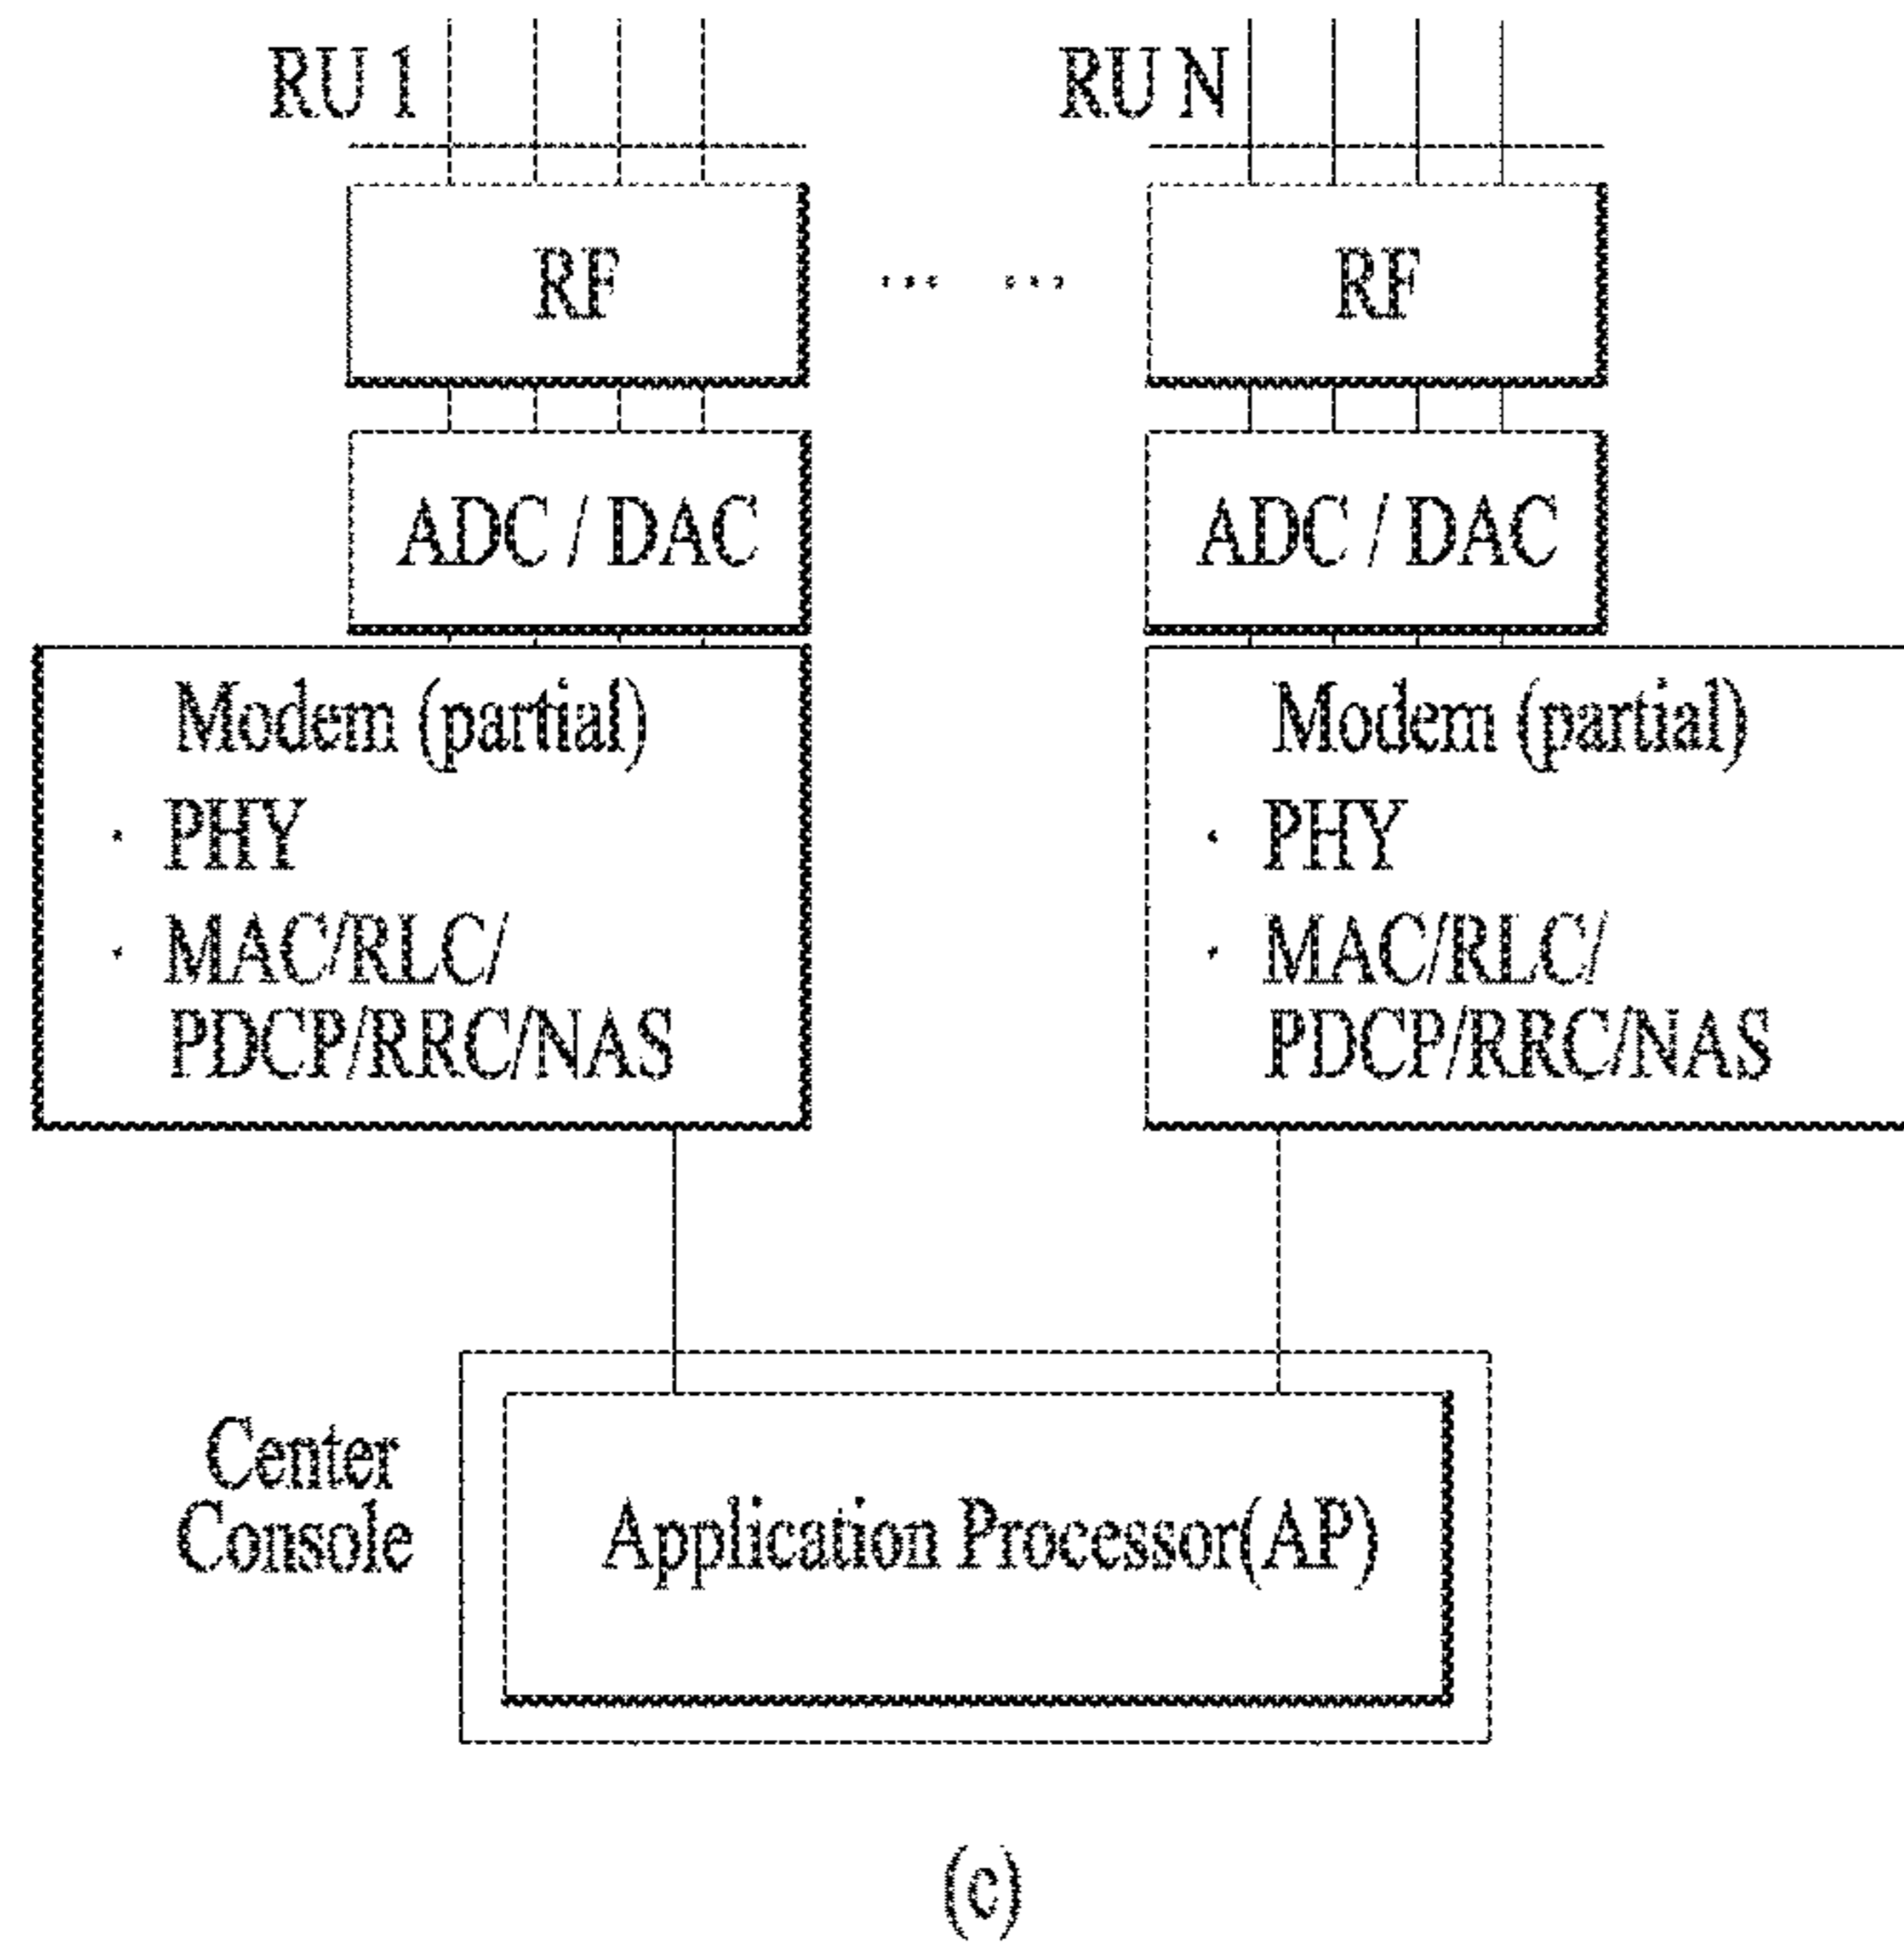 RU 1
RU N
RF
... ...
RF
ADC / DAC
ADC / DAC
Modem (partial)
· PHY
· MAC/RLC/
PDCP/RRC/NAS
Modem (partial)
· PHY
· MAC/RLC/
PDCP/RRC/NAS
Center
Console
Application Processor(AP)
(c)